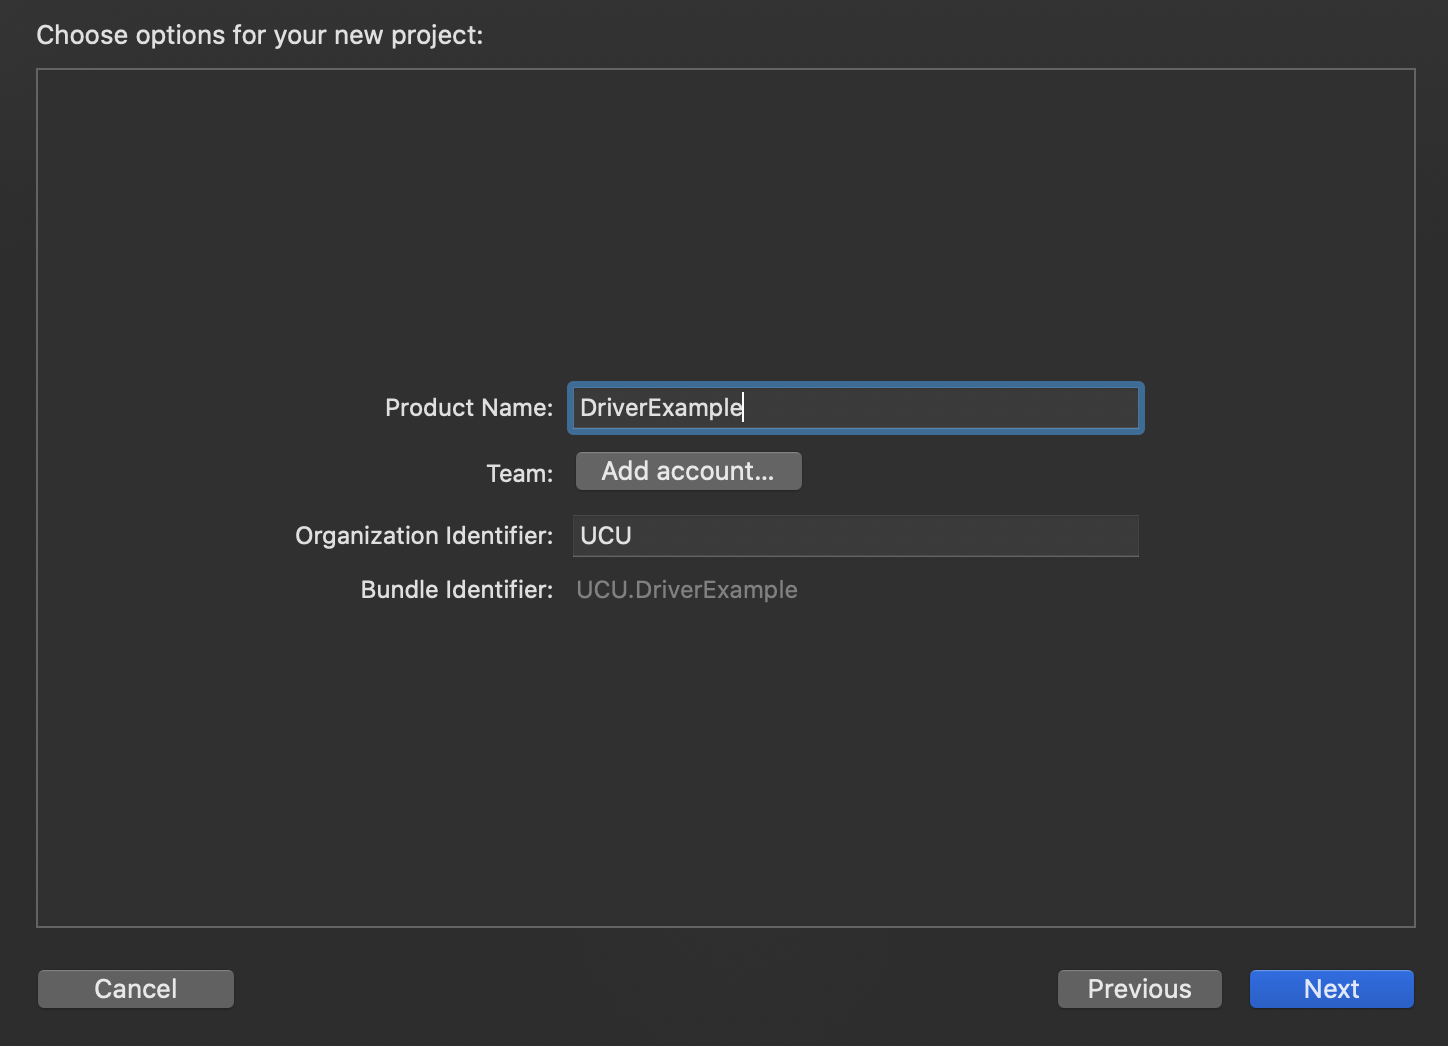 Choose options for your new project:
Product Name: DriverExample
Team: Add account...
Organization Identifier: UCU
Bundle Identifier: UCU.DriverExample
Cancel Previous Next